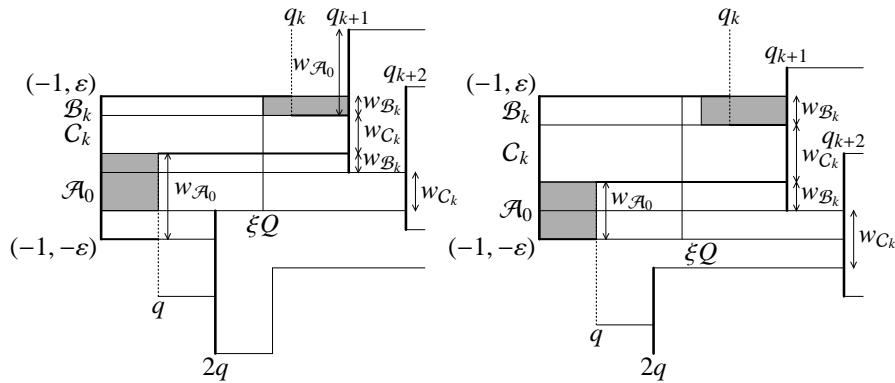 q_k
q_{k+1}
w_{𝒜_0}
q_{k+2}
(-1, ε)
ℬ_k
w_{ℬ_k}
𝒞_k
w_{𝒞_k}
w_{ℬ_k}
w_{𝒜_0}
𝒜_0
w_{𝒞_k}
(-1, -ε)
ξQ
q
2q
q_k
q_{k+1}
(-1, ε)
ℬ_k
w_{ℬ_k}
q_{k+2}
𝒞_k
w_{𝒞_k}
w_{𝒜_0}
w_{ℬ_k}
𝒜_0
w_{𝒞_k}
(-1, -ε)
ξQ
q
2q